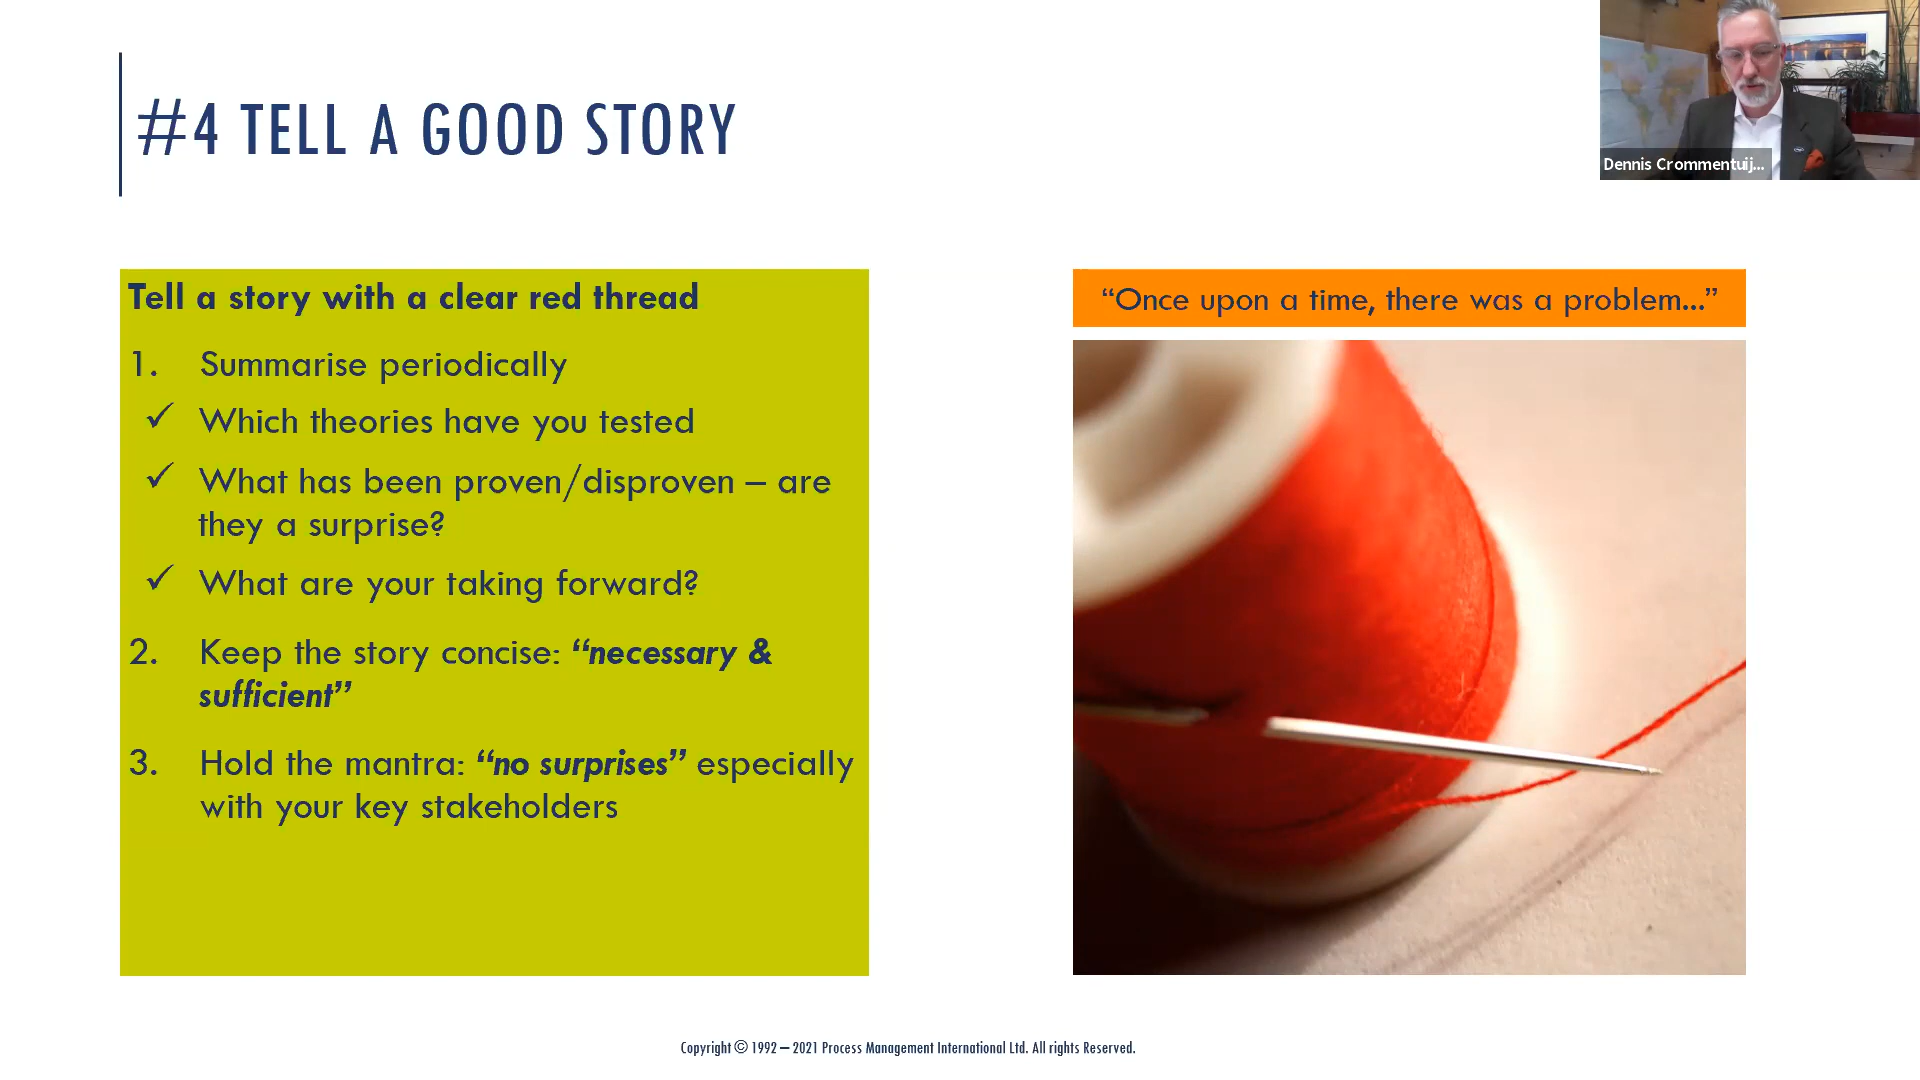 #4 TELL A GOOD STORY
Dennis Crommentuij...
Tell a story with a clear red thread
1. Summarise periodically
✓ Which theories have you tested
✓ What has been proven/disproven – are
they a surprise?
✓ What are your taking forward?
2. Keep the story concise: “necessary &
sufficient”
3. Hold the mantra: “no surprises” especially
with your key stakeholders
“Once upon a time, there was a problem...”
Copyright © 1992 – 2021 Process Management International Ltd. All rights Reserved.